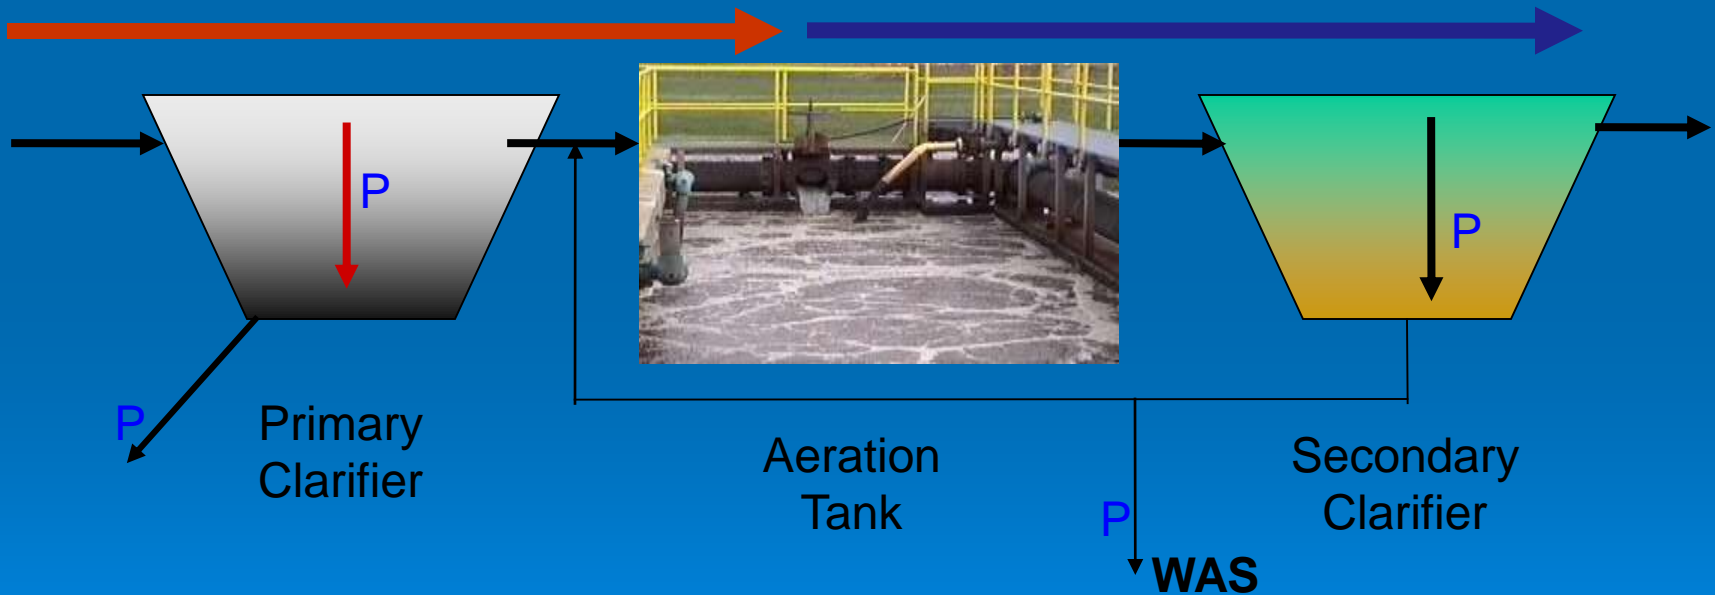 P
P
P
Primary
Clarifier
Aeration
Tank
Secondary
Clarifier
P
WAS